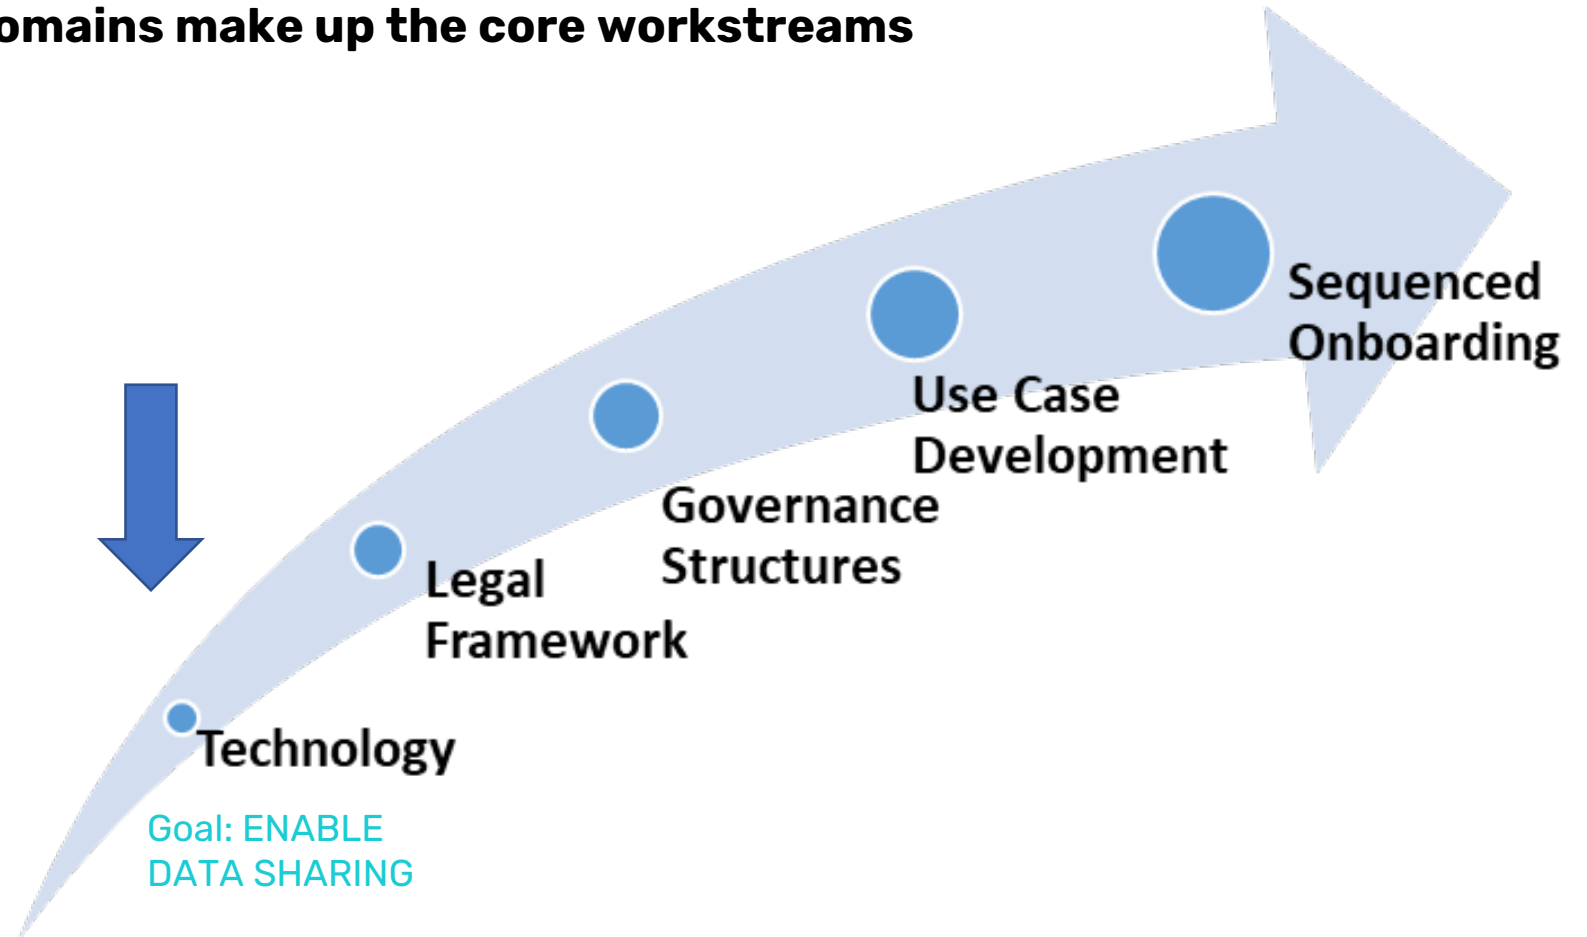 omains make up the core workstreams
Sequenced
Onboarding
Use Case
Development
Governance
Structures
Legal
Framework
Technology
Goal: ENABLE
DATA SHARING